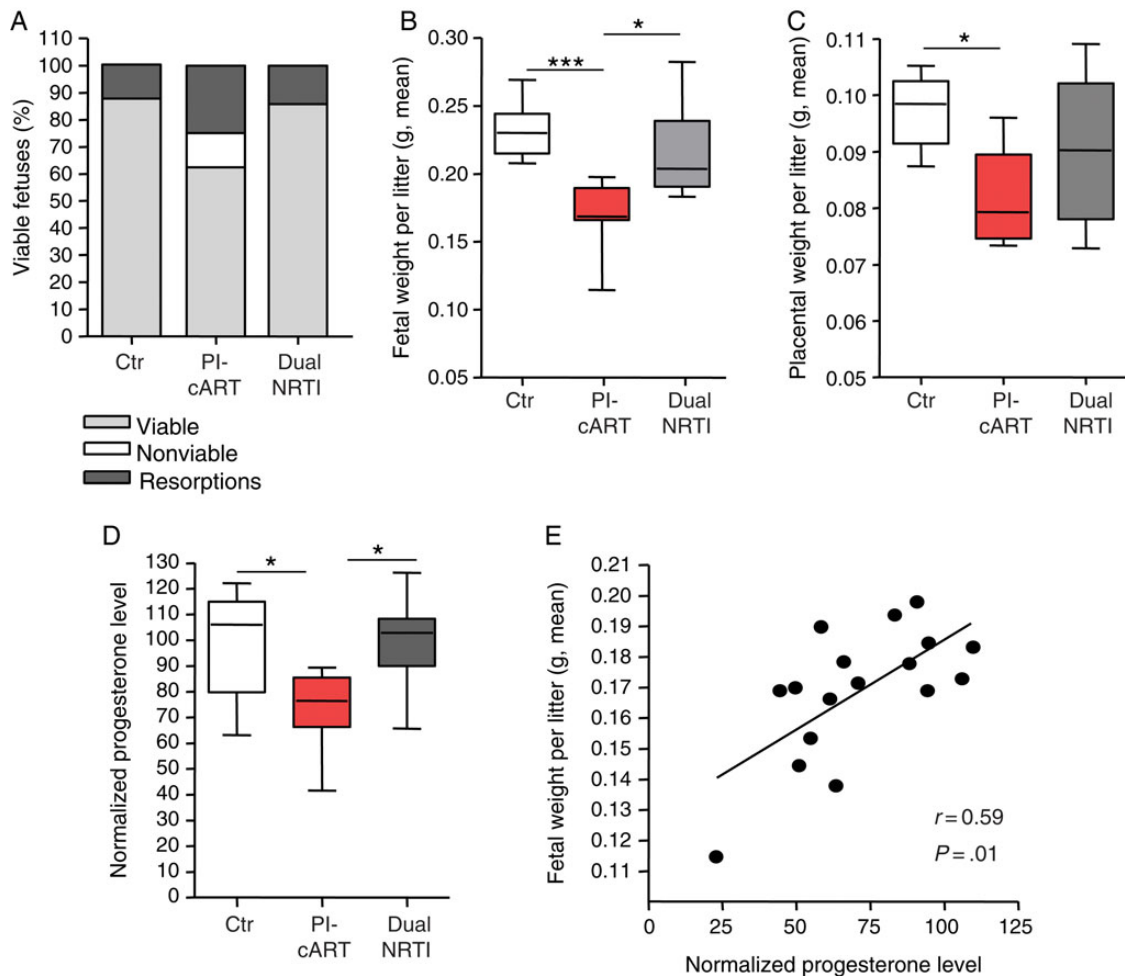 A
Viable fetuses (%)
110
100
90
80
70
60
50
40
30
20
10
0
Ctr
PI-
cART
Dual
NRTI
Viable
Nonviable
Resorptions
B
Fetal weight per litter (g, mean)
0.30
0.25
0.20
0.15
0.10
0.05
***
*
Ctr
PI-
cART
Dual
NRTI
C
Placental weight per litter (g, mean)
0.11
0.10
0.09
0.08
0.07
0.06
0.05
*
Ctr
PI-
cART
Dual
NRTI
D
Normalized progesterone level
130
120
110
100
90
80
70
60
50
40
30
20
10
0
*
*
Ctr
PI-
cART
Dual
NRTI
E
Fetal weight per litter (g, mean)
0.21
0.20
0.19
0.18
0.17
0.16
0.15
0.14
0.13
0.12
0.11
r = 0.59
P = .01
0 25 50 75 100 125
Normalized progesterone level